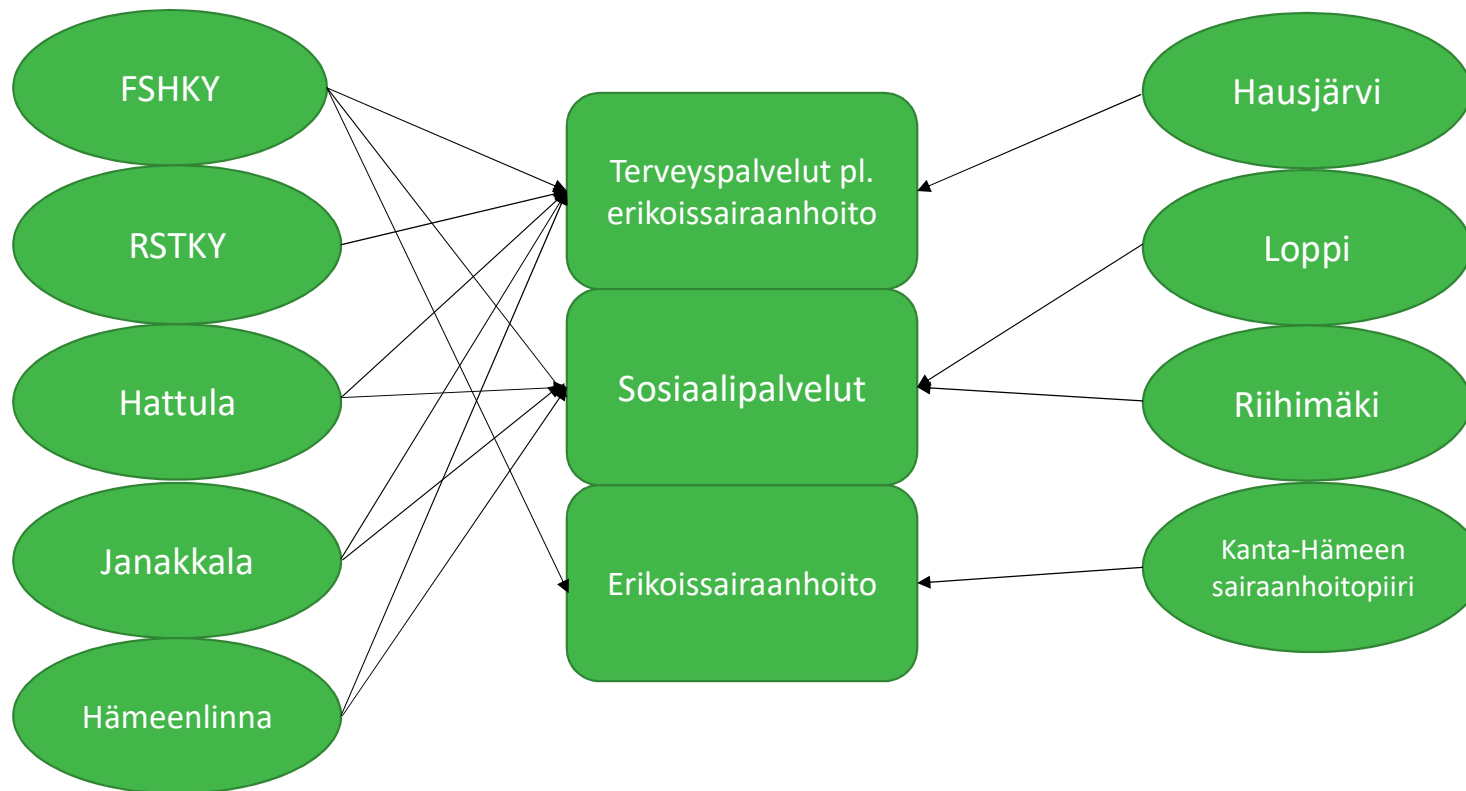 FSHKY
RSTKY
Hattula
Janakkala
Hämeenlinna
Terveyspalvelut pl.
erikoissairaanhoito
Sosiaalipalvelut
Erikoissairaanhoito
Hausjärvi
Loppi
Riihimäki
Kanta-Hämeen
sairaanhoitopiiri